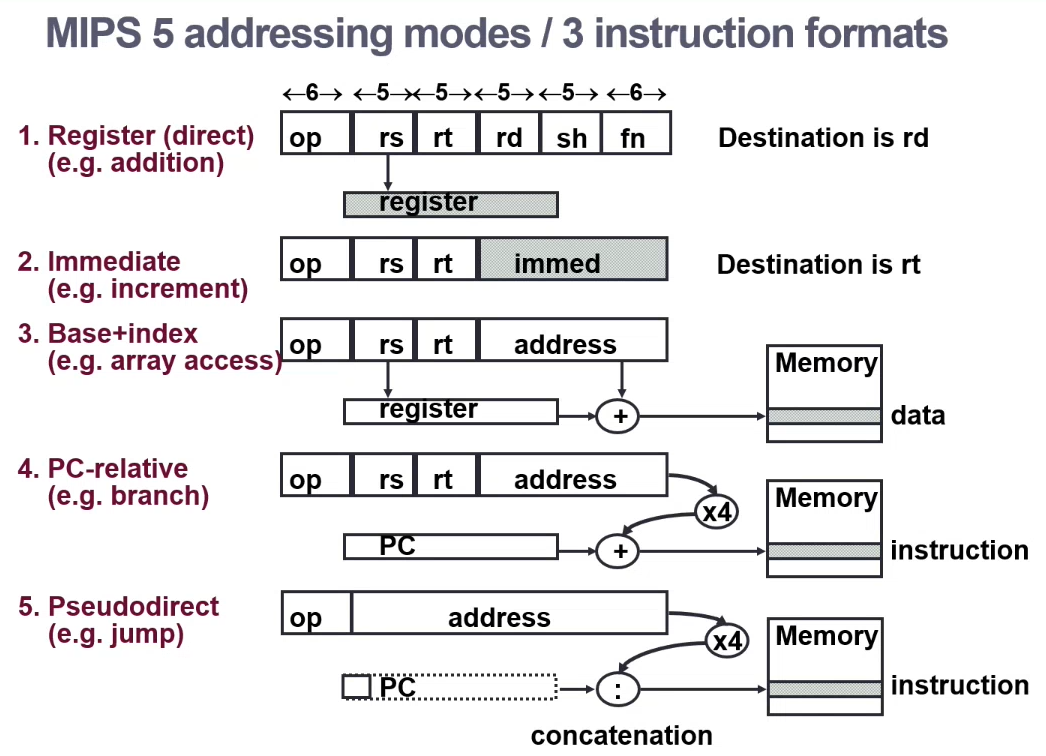 MIPS 5 addressing modes / 3 instruction formats
←6→ ←5→ ←5→ ←5→ ←5→ ←6→
1. Register (direct)
(e.g. addition)
op rs rt rd sh fn
Destination is rd
register
2. Immediate
(e.g. increment)
op rs rt immed
Destination is rt
3. Base+index
(e.g. array access)
op rs rt address
register
+
Memory
data
4. PC-relative
(e.g. branch)
op rs rt address
x4
PC
+
Memory
instruction
5. Pseudodirect
(e.g. jump)
op address
x4
PC
:
Memory
instruction
concatenation